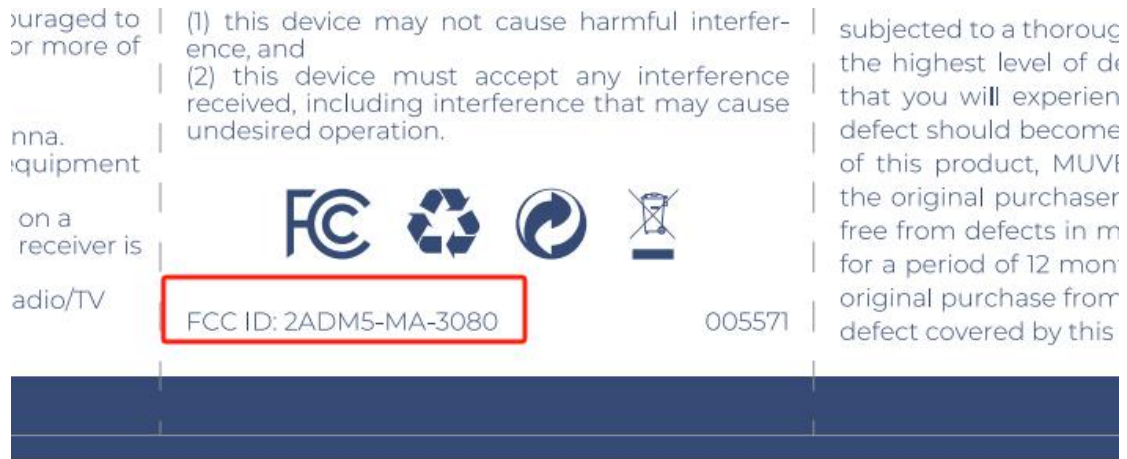 ouraged to
or more of
nna.
equipment
on a
receiver is
adio/TV
(1) this device may not cause harmful interfer-
ence, and
(2) this device must accept any interference
received, including interference that may cause
undesired operation.
FC
FCC ID: 2ADM5-MA-3080
005571
subjected to a thoroug
the highest level of de
that you will experien
defect should become
of this product, MUVE
the original purchaser
free from defects in m
for a period of 12 mon
original purchase from
defect covered by this